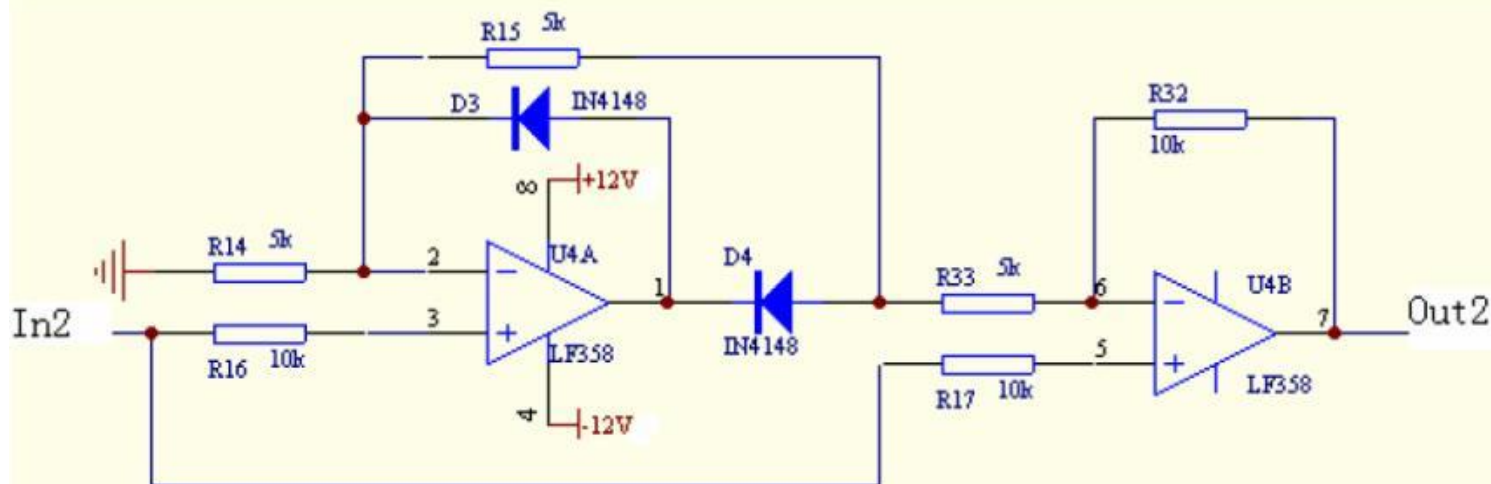 R15 5k
D3 IN4148
R32
10k
8 +12V
R14 5k
2
U4A
D4
1
R33 5k
6
U4B
In2
3
R16 10k
LF358
IN4148
7
Out2
5
R17 10k
LF358
4
-12V